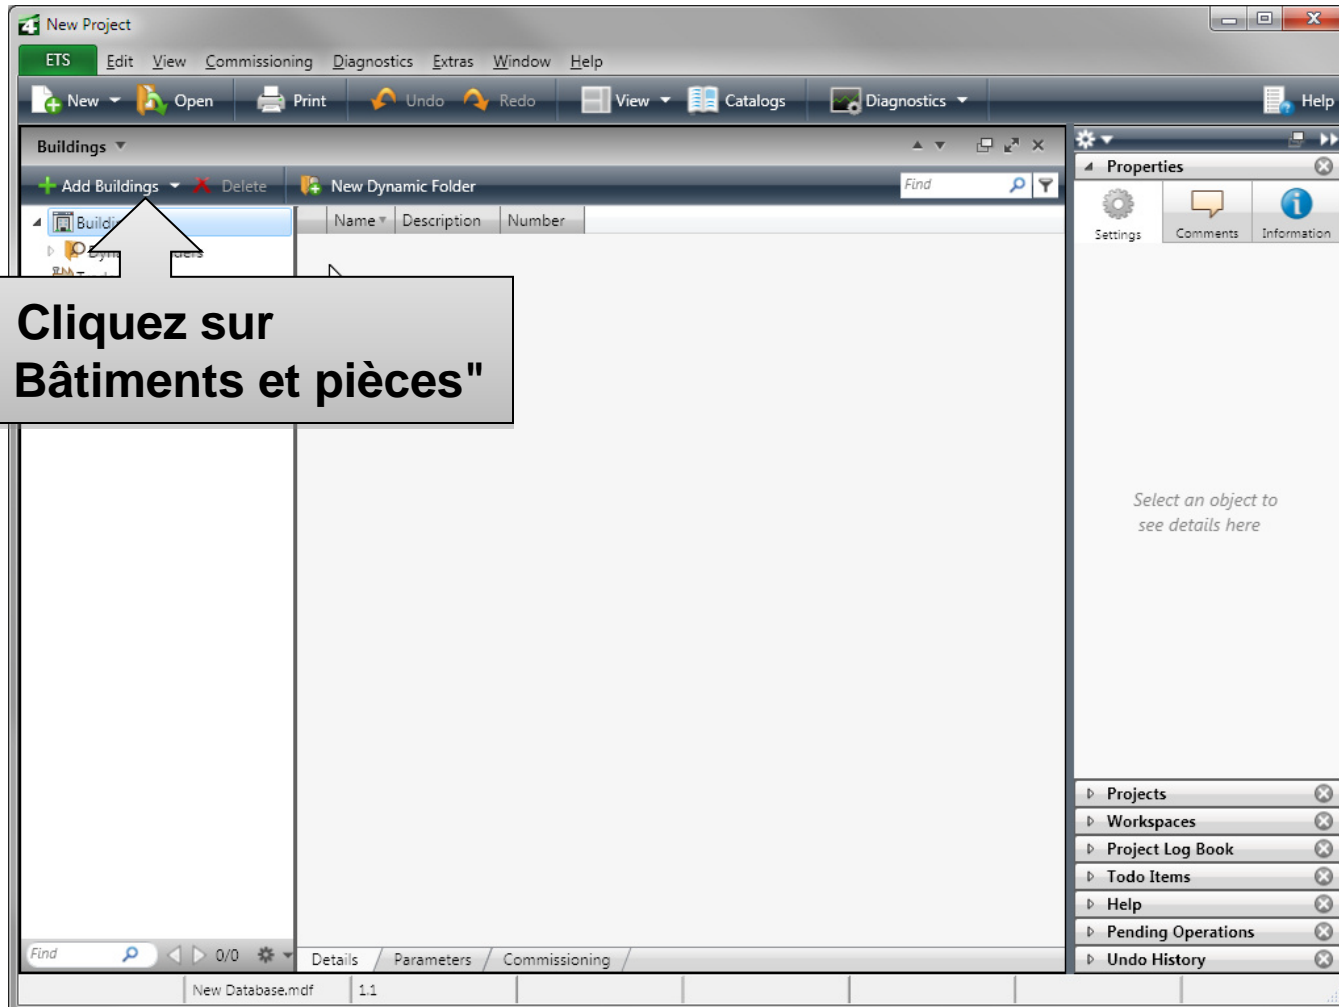 New Project
ETS Edit View Commissioning Diagnostics Extras Window Help
New Open Print Undo Redo View Catalogs Diagnostics Help
Buildings
Properties
Add Buildings Delete New Dynamic Folder Find
Settings Comments Information
Name Description Number
Cliquez sur
Bâtiments et pièces"
Select an object to
see details here
Projects
Workspaces
Project Log Book
Todo Items
Help
Pending Operations
Undo History
Find 0/0 Details Parameters Commissioning
New Database.mdf 1.1